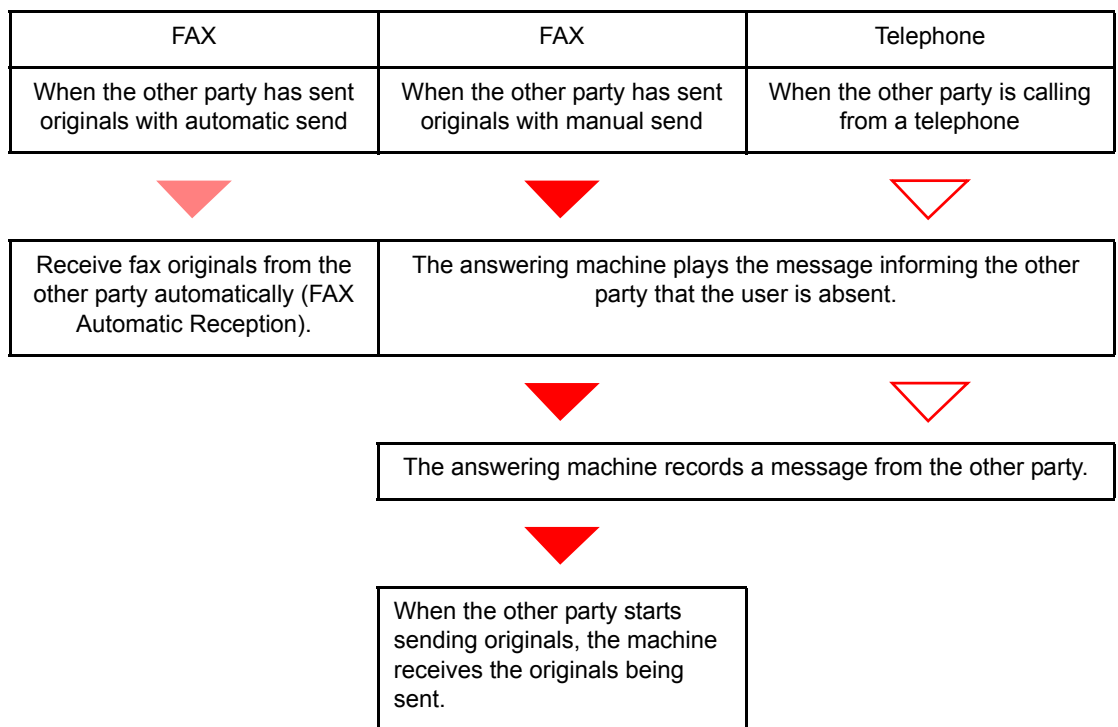 FAX
FAX
Telephone
When the other party has sent
originals with automatic send
When the other party has sent
originals with manual send
When the other party is calling
from a telephone
Receive fax originals from the
other party automatically (FAX
Automatic Reception).
The answering machine plays the message informing the other
party that the user is absent.
The answering machine records a message from the other party.
When the other party starts
sending originals, the machine
receives the originals being
sent.